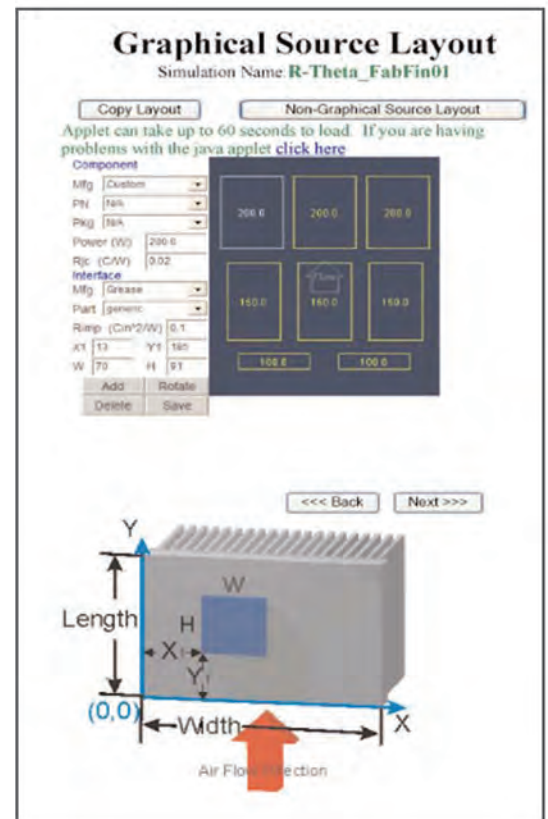 Graphical Source Layout
Simulation Name R-Theta_FabFin01
Copy Layout
Non-Graphical Source Layout
Applet can take up to 60 seconds to load. If you are having
problems with the java applet click here
Component
Mfg Custom
PN N/A
Pkg N/A
Power (W) 200.0
Rjc (C/W) 0.02
Interface
Mfg Grease
Part generic
Rimp (Cin^2/W) 0.1
X1 13 Y1 185
W 70 H 91
Add Rotate
Delete Save
200.0 200.0 200.0
Flow
150.0 150.0 150.0
100.0 100.0
<<< Back Next >>>
Y
W
Length H
X
Y
(0,0)
Width X
Air Flow Direction